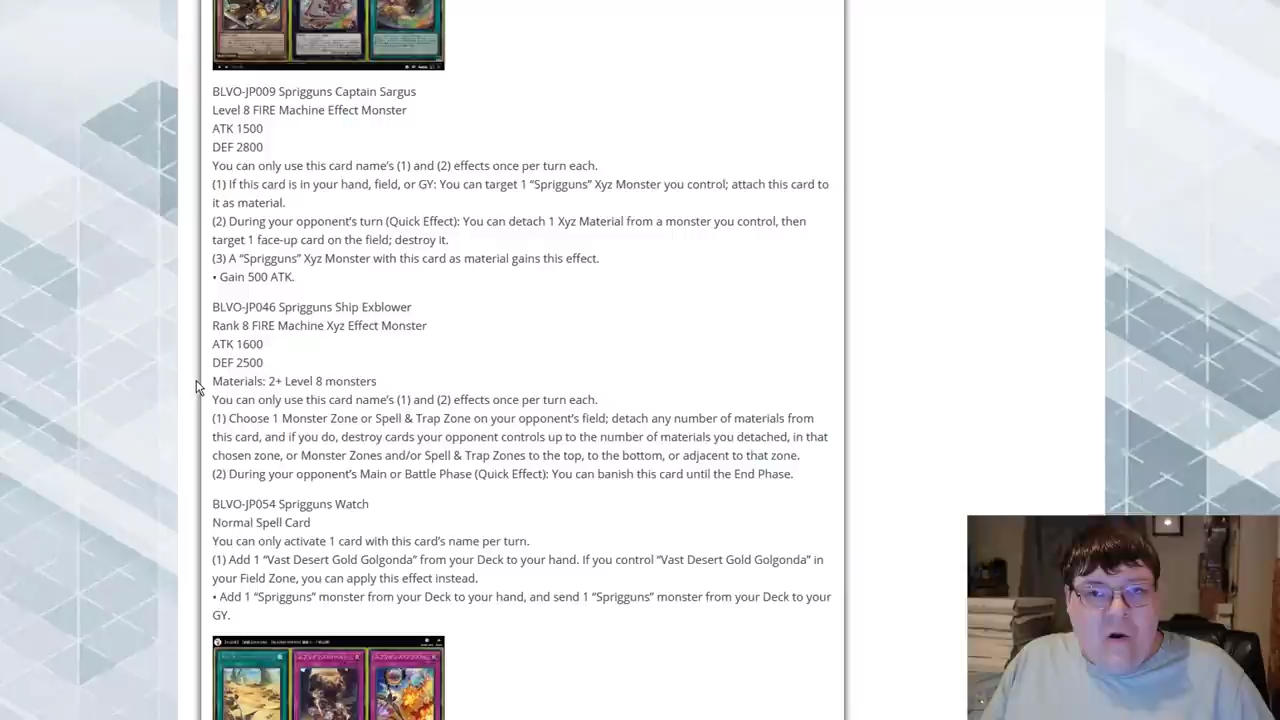 BLVO-JP009 Sprigguns Captain Sargus
Level 8 FIRE Machine Effect Monster
ATK 1500
DEF 2800
You can only use this card name's (1) and (2) effects once per turn each.
(1) If this card is in your hand, field, or GY: You can target 1 “Sprigguns” Xyz Monster you control; attach this card to
it as material.
(2) During your opponent's turn (Quick Effect): You can detach 1 Xyz Material from a monster you control, then
target 1 face-up card on the field; destroy it.
(3) A “Sprigguns” Xyz Monster with this card as material gains this effect.
• Gain 500 ATK.
BLVO-JP046 Sprigguns Ship Exblower
Rank 8 FIRE Machine Xyz Effect Monster
ATK 1600
DEF 2500
Materials: 2+ Level 8 monsters
You can only use this card name's (1) and (2) effects once per turn each.
(1) Choose 1 Monster Zone or Spell & Trap Zone on your opponent's field; detach any number of materials from
this card, and if you do, destroy cards your opponent controls up to the number of materials you detached, in that
chosen zone, or Monster Zones and/or Spell & Trap Zones to the top, to the bottom, or adjacent to that zone.
(2) During your opponent's Main or Battle Phase (Quick Effect): You can banish this card until the End Phase.
BLVO-JP054 Sprigguns Watch
Normal Spell Card
You can only activate 1 card with this card's name per turn.
(1) Add 1 “Vast Desert Gold Golgonda” from your Deck to your hand. If you control “Vast Desert Gold Golgonda” in
your Field Zone, you can apply this effect instead.
• Add 1 “Sprigguns” monster from your Deck to your hand, and send 1 “Sprigguns” monster from your Deck to your
GY.